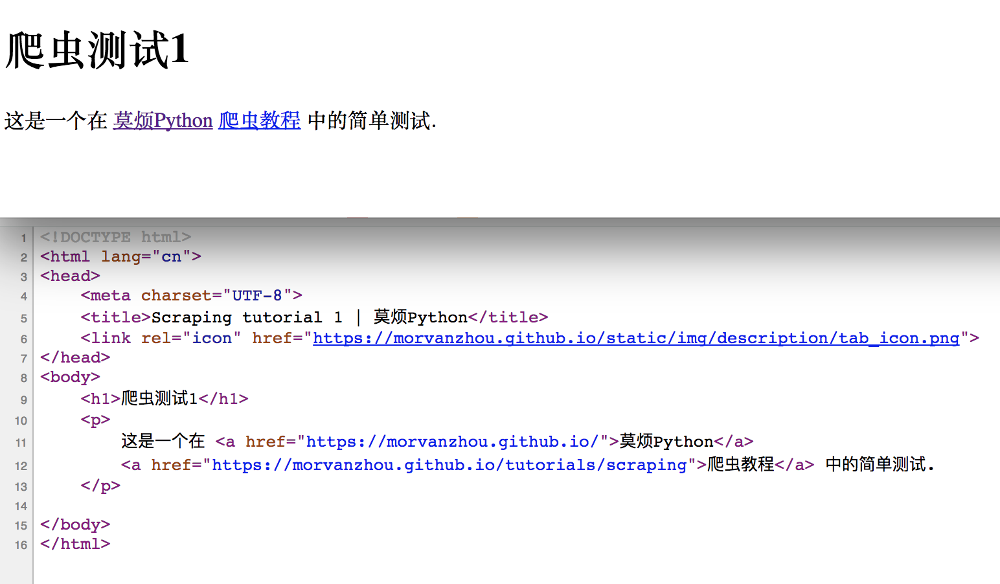 爬虫测试1
这是一个在 莫烦Python 爬虫教程 中的简单测试.
1 <!DOCTYPE html>
2 <html lang="cn">
3 <head>
4 <meta charset="UTF-8">
5 <title>Scraping tutorial 1 | 莫烦Python</title>
6 <link rel="icon" href="https://morvanzhou.github.io/static/img/description/tab_icon.png">
7 </head>
8 <body>
9 <h1>爬虫测试1</h1>
10 <p>
11 这是一个在 <a href="https://morvanzhou.github.io/">莫烦Python</a>
12 <a href="https://morvanzhou.github.io/tutorials/scraping">爬虫教程</a> 中的简单测试.
13 </p>
14
15 </body>
16 </html>